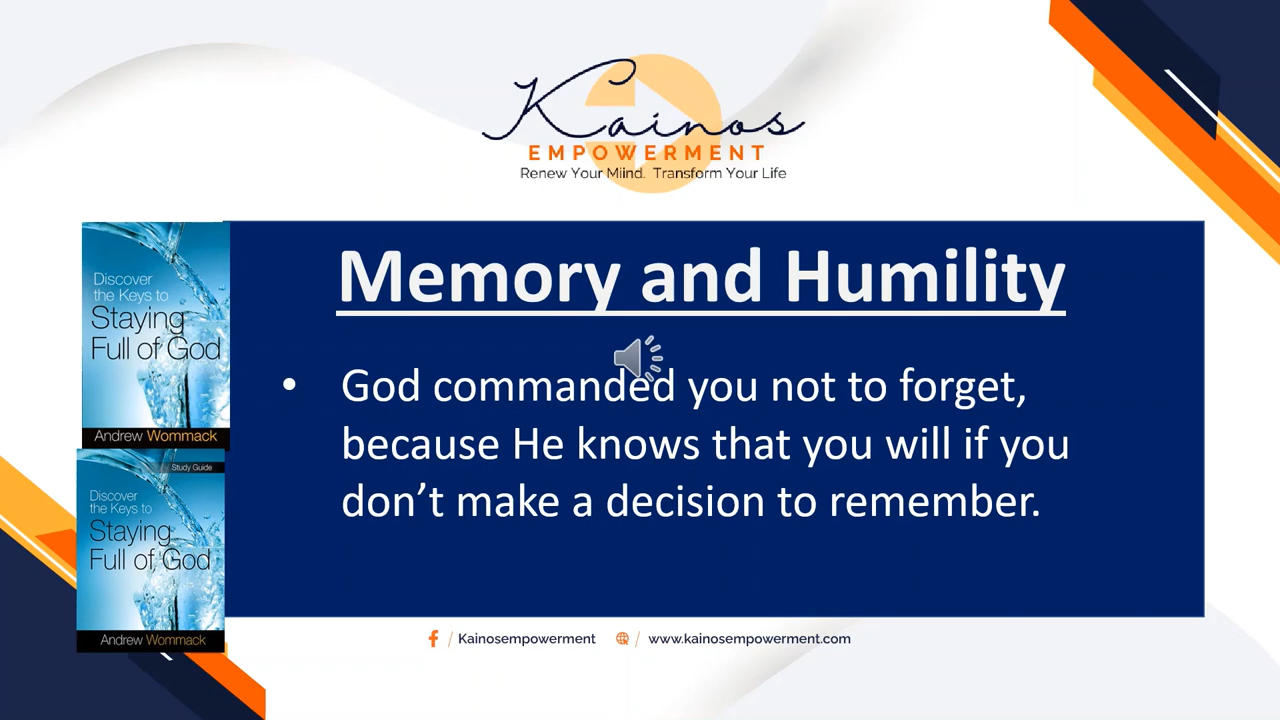 Kainos
EMPOWERMENT
Renew Your Miind. Transform Your Life
Discover
the Keys to
Staying
Full of God
Andrew Wommack
Study Guide
Discover
the Keys to
Staying
Full of God
Andrew Wommack
Memory and Humility
• God commanded you not to forget,
because He knows that you will if you
don’t make a decision to remember.
/ Kainosempowerment / www.kainosempowerment.com